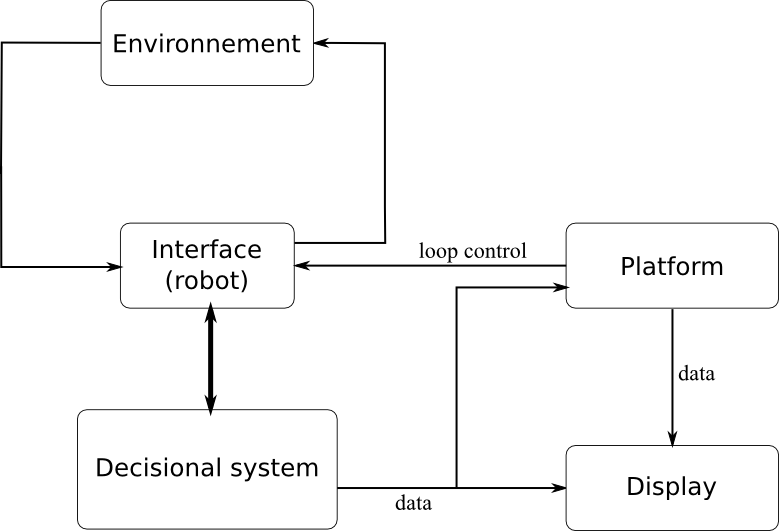 Environnement
Interface
(robot)
loop control
Platform
data
Decisional system
data
Display